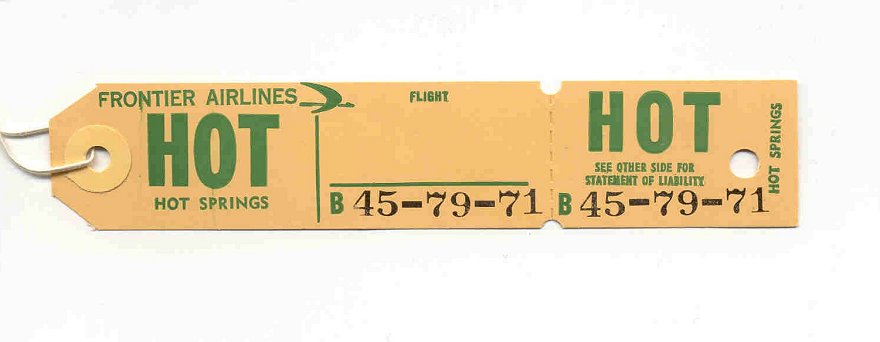 FRONTIER AIRLINES
HOT
HOT SPRINGS
FLIGHT
B 45-79-71
HOT
SEE OTHER SIDE FOR
STATEMENT OF LIABILITY
B 45-79-71
HOT SPRINGS